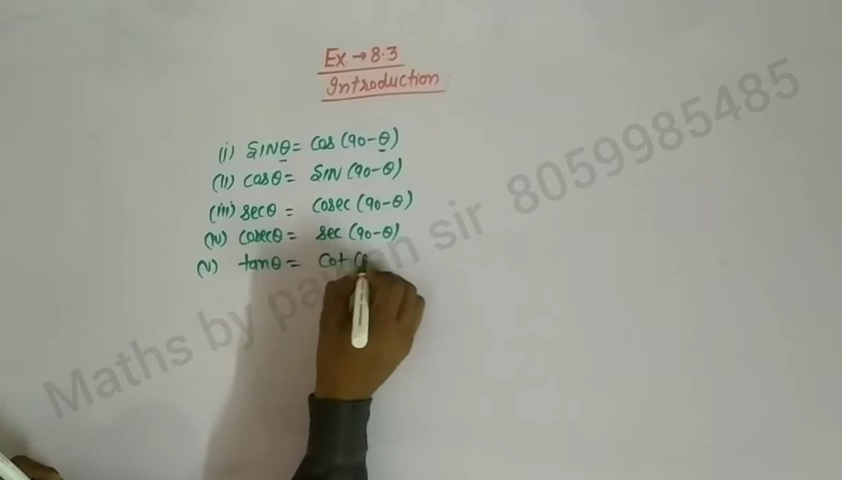 Ex → 8.3
Introduction
(i) SINθ = cos (90-θ)
(ii) cosθ = SIN (90-θ)
(iii) secθ = cosec (90-θ)
(iv) cosecθ = sec (90-θ)
(v) tanθ = cot (
Maths by pawan sir 8059985485